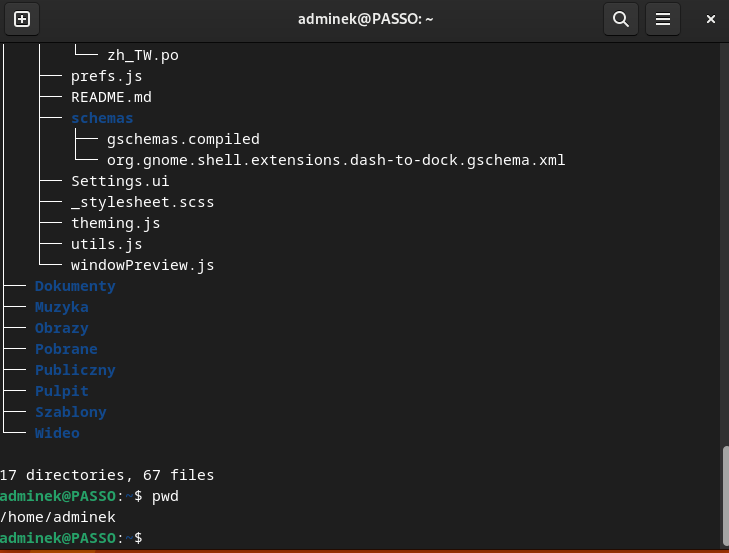 adminek@PASSO: ~
└── zh_TW.po
├── prefs.js
├── README.md
├── schemas
├── gschemas.compiled
└── org.gnome.shell.extensions.dash-to-dock.gschema.xml
├── Settings.ui
├── _stylesheet.scss
├── theming.js
├── utils.js
└── windowPreview.js
├── Dokumenty
├── Muzyka
├── Obrazy
├── Pobrane
├── Publiczny
├── Pulpit
├── Szablony
└── Wideo
17 directories, 67 files
adminek@PASSO:~$ pwd
/home/adminek
adminek@PASSO:~$